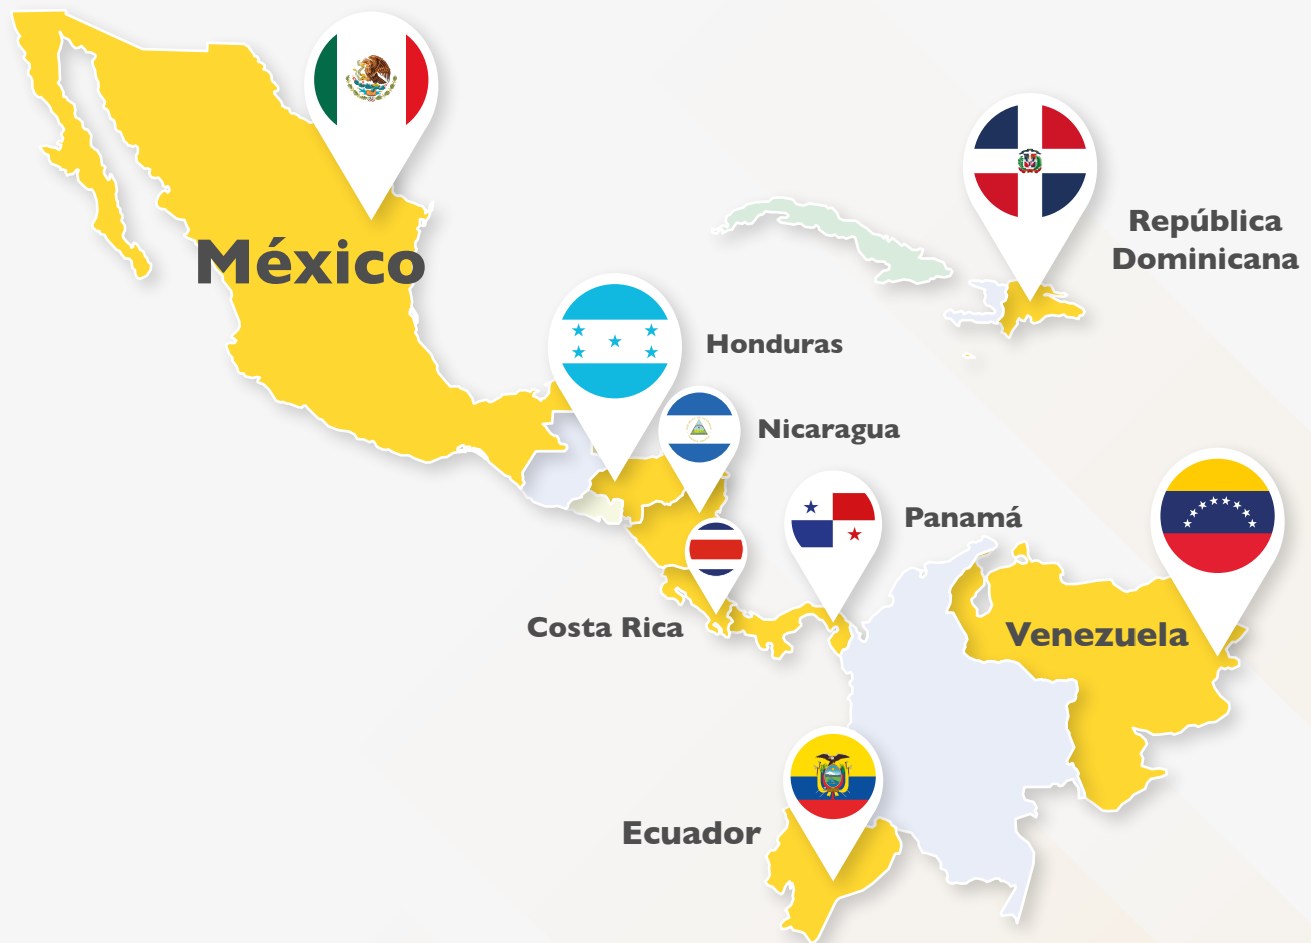 México
República
Dominicana
Honduras
Nicaragua
Panamá
Costa Rica
Venezuela
Ecuador